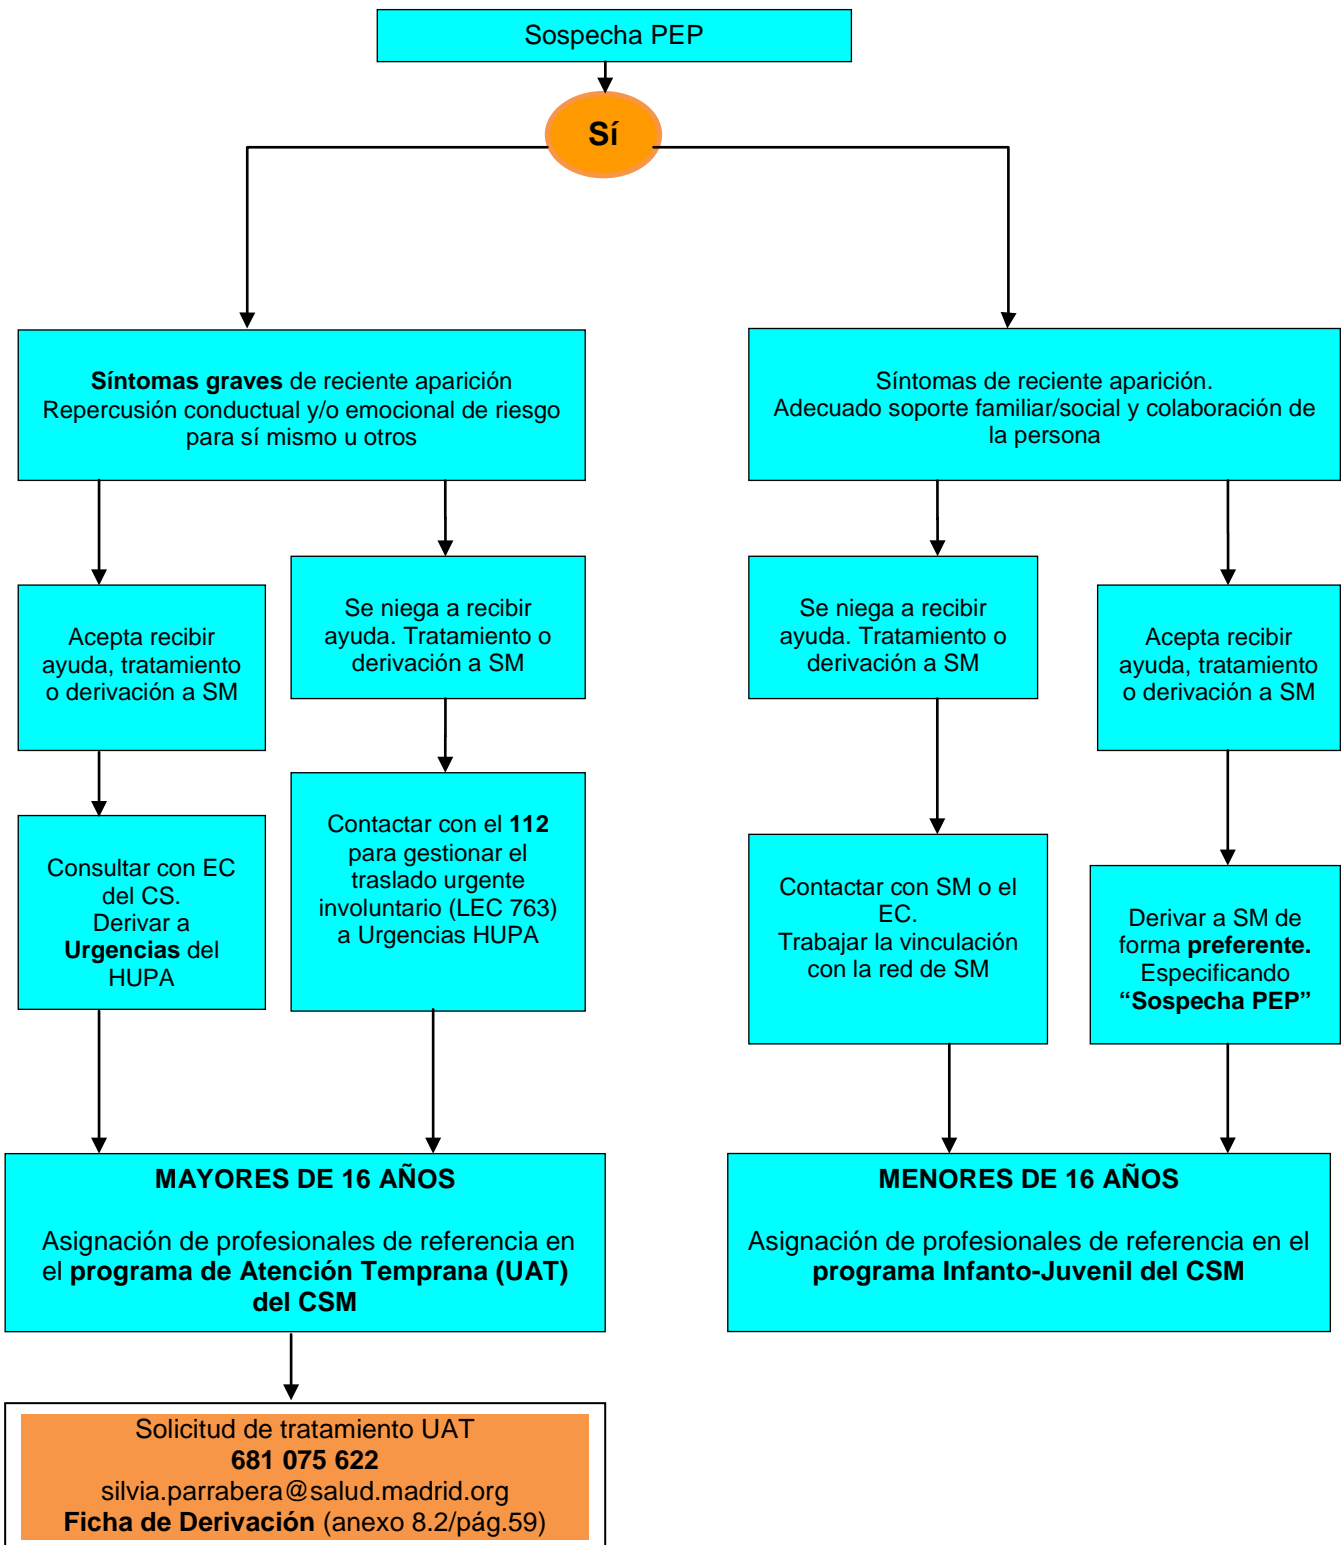 Sospecha PEP
Sí
Síntomas graves de reciente aparición
Repercusión conductual y/o emocional de riesgo
para sí mismo u otros
Síntomas de reciente aparición.
Adecuado soporte familiar/social y colaboración de
la persona
Acepta recibir
ayuda, tratamiento
o derivación a SM
Se niega a recibir
ayuda. Tratamiento o
derivación a SM
Se niega a recibir
ayuda. Tratamiento o
derivación a SM
Acepta recibir
ayuda, tratamiento
o derivación a SM
Consultar con EC
del CS.
Derivar a
Urgencias del
HUPA
Contactar con el 112
para gestionar el
traslado urgente
involuntario (LEC 763)
a Urgencias HUPA
Contactar con SM o el
EC.
Trabajar la vinculación
con la red de SM
Derivar a SM de
forma preferente.
Especificando
“Sospecha PEP”
MAYORES DE 16 AÑOS
Asignación de profesionales de referencia en
el programa de Atención Temprana (UAT)
del CSM
MENORES DE 16 AÑOS
Asignación de profesionales de referencia en el
programa Infanto-Juvenil del CSM
Solicitud de tratamiento UAT
681 075 622
silvia.parrabera@salud.madrid.org
Ficha de Derivación (anexo 8.2/pág.59)